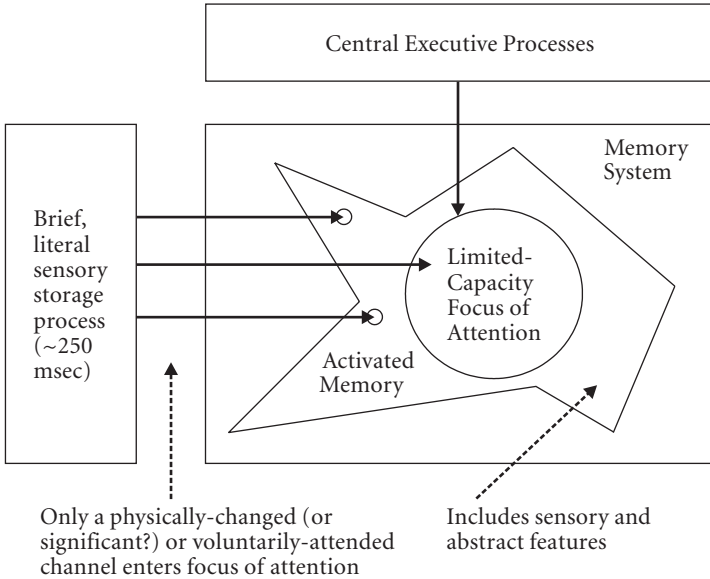 Central Executive Processes
Memory
System
Brief,
literal
sensory
storage
process
(~250
msec)
Limited-
Capacity
Focus of
Attention
Activated
Memory
Only a physically-changed (or
significant?) or voluntarily-attended
channel enters focus of attention
Includes sensory and
abstract features